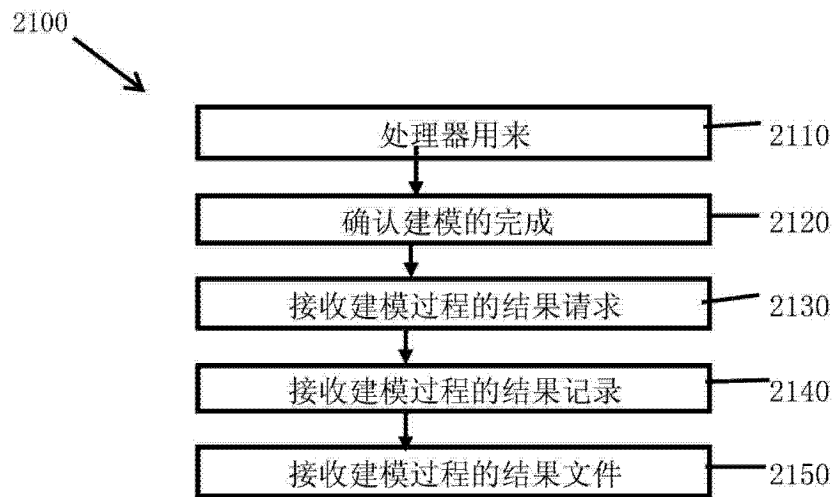 2100
处理器用来
2110
确认建模的完成
2120
接收建模过程的结果请求
2130
接收建模过程的结果记录
2140
接收建模过程的结果文件
2150